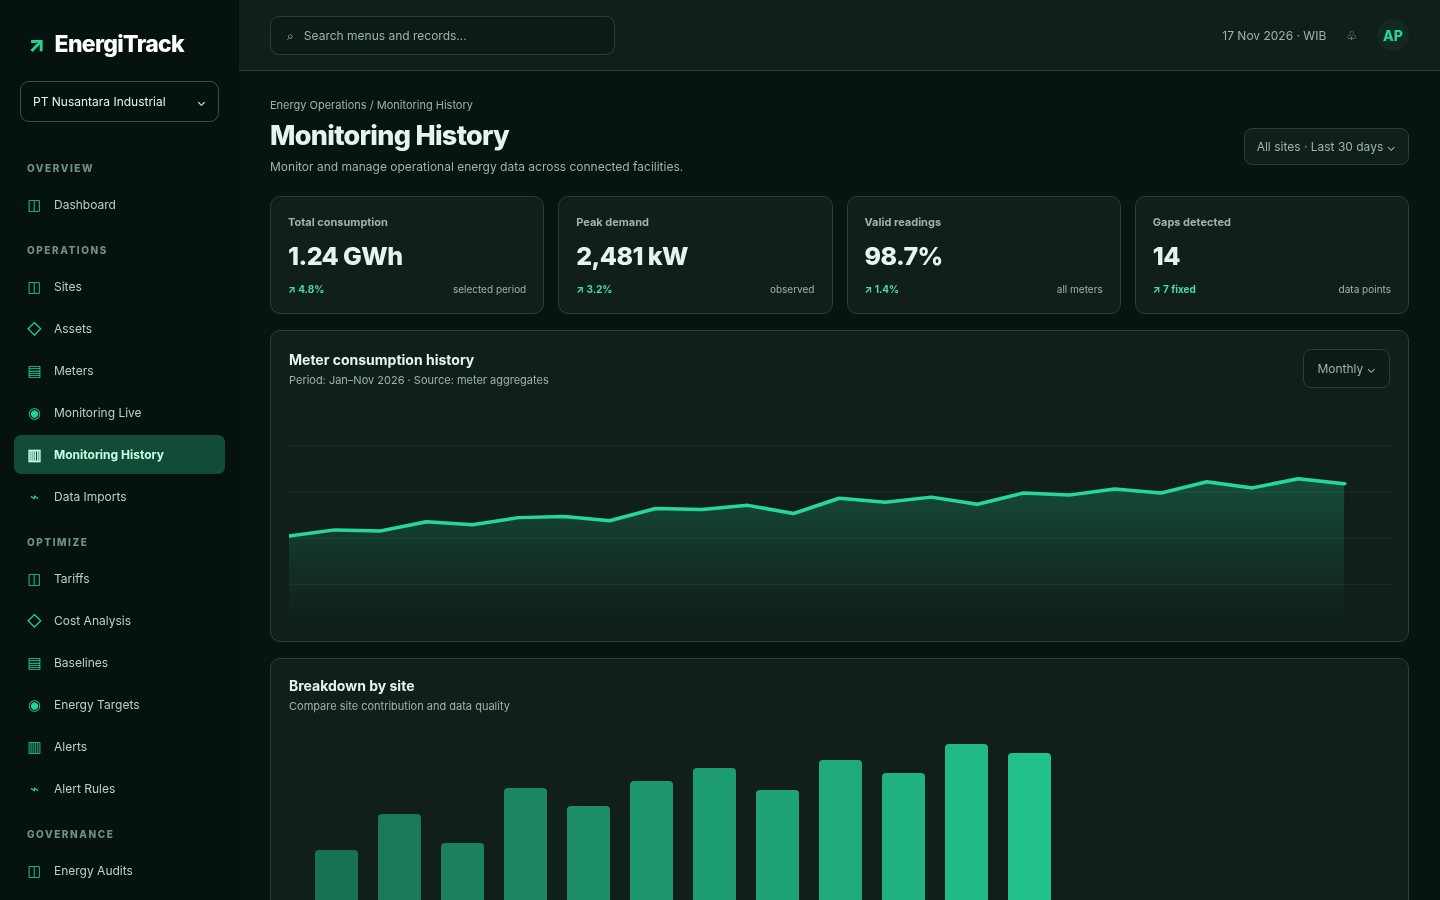 EnergiTrack
PT Nusantara Industrial
OVERVIEW
Dashboard
OPERATIONS
Sites
Assets
Meters
Monitoring Live
Monitoring History
Data Imports
OPTIMIZE
Tariffs
Cost Analysis
Baselines
Energy Targets
Alerts
Alert Rules
GOVERNANCE
Energy Audits
Search menus and records...
17 Nov 2026 · WIB
AP
Energy Operations / Monitoring History
Monitoring History
Monitor and manage operational energy data across connected facilities.
All sites · Last 30 days
Total consumption
1.24 GWh
↗ 4.8%
selected period
Peak demand
2,481 kW
↗ 3.2%
observed
Valid readings
98.7%
↗ 1.4%
all meters
Gaps detected
14
↗ 7 fixed
data points
Meter consumption history
Period: Jan–Nov 2026 · Source: meter aggregates
Monthly
Breakdown by site
Compare site contribution and data quality